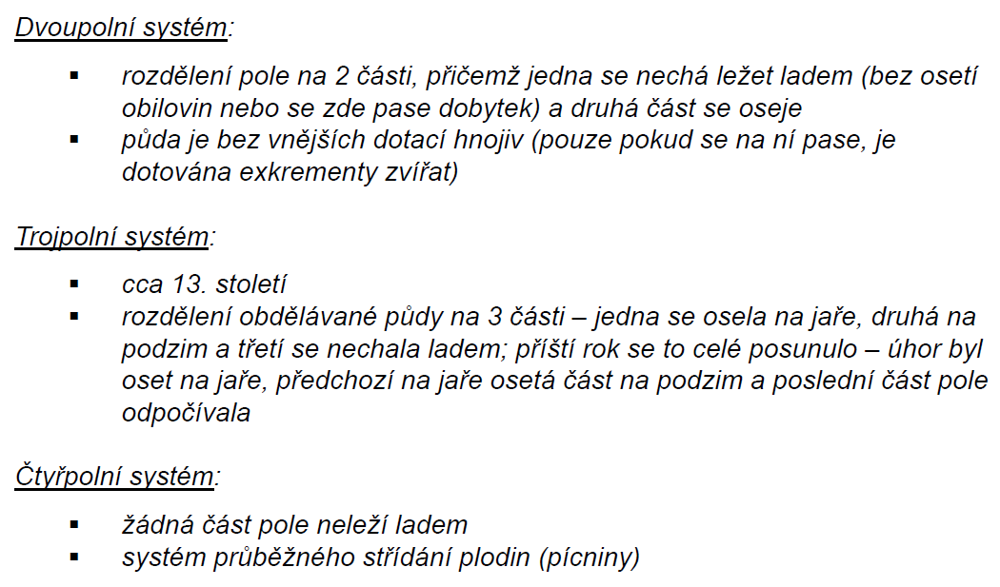 Dvoupolní systém:
▪ rozdělení pole na 2 části, přičemž jedna se nechá ležet ladem (bez osetí
obilovin nebo se zde pase dobytek) a druhá část se oseje
▪ půda je bez vnějších dotací hnojiv (pouze pokud se na ní pase, je
dotována exkrementy zvířat)
Trojpolní systém:
▪ cca 13. století
▪ rozdělení obdělávané půdy na 3 části – jedna se osela na jaře, druhá na
podzim a třetí se nechala ladem; příští rok se to celé posunulo – úhor byl
oset na jaře, předchozí na jaře osetá část na podzim a poslední část pole
odpočívala
Čtyřpolní systém:
▪ žádná část pole neleží ladem
▪ systém průběžného střídání plodin (pícniny)